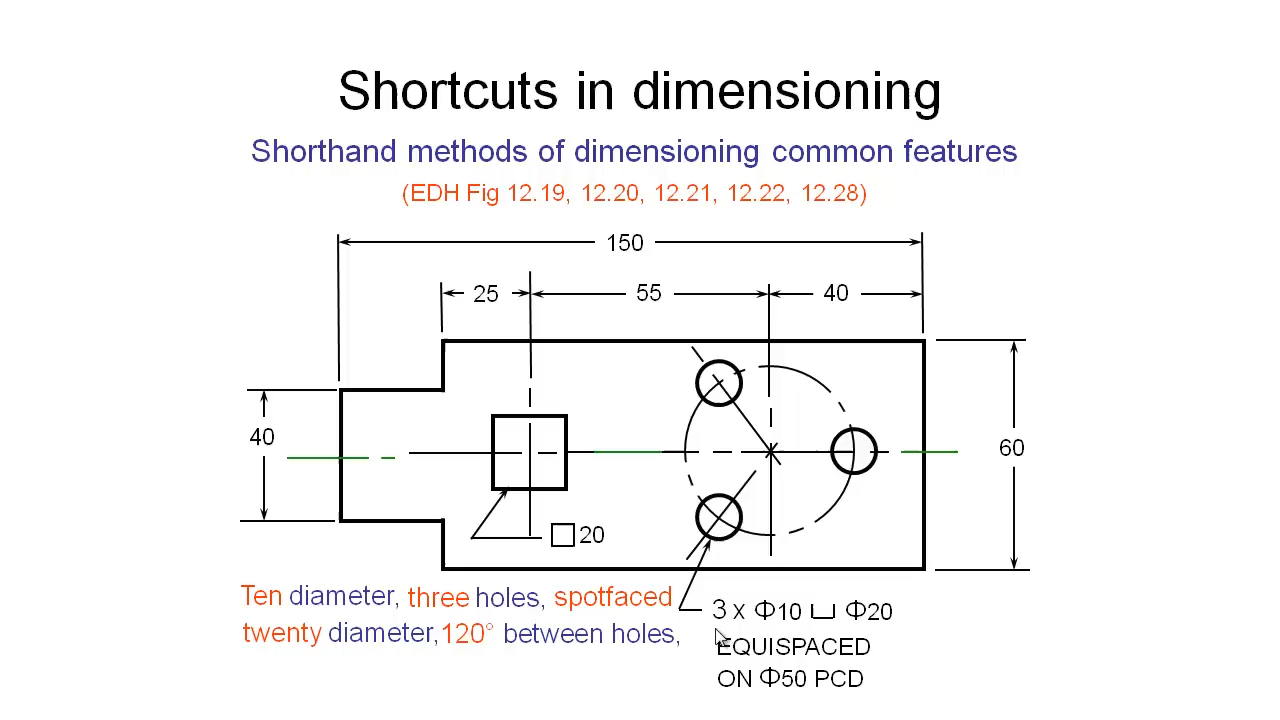 Shortcuts in dimensioning
Shorthand methods of dimensioning common features
(EDH Fig 12.19, 12.20, 12.21, 12.22, 12.28)
150
25 55 40
40
60
□20
Ten diameter, three holes, spotfaced
twenty diameter,120° between holes,
3 x Φ10 ⌴ Φ20
EQUISPACED
ON Φ50 PCD